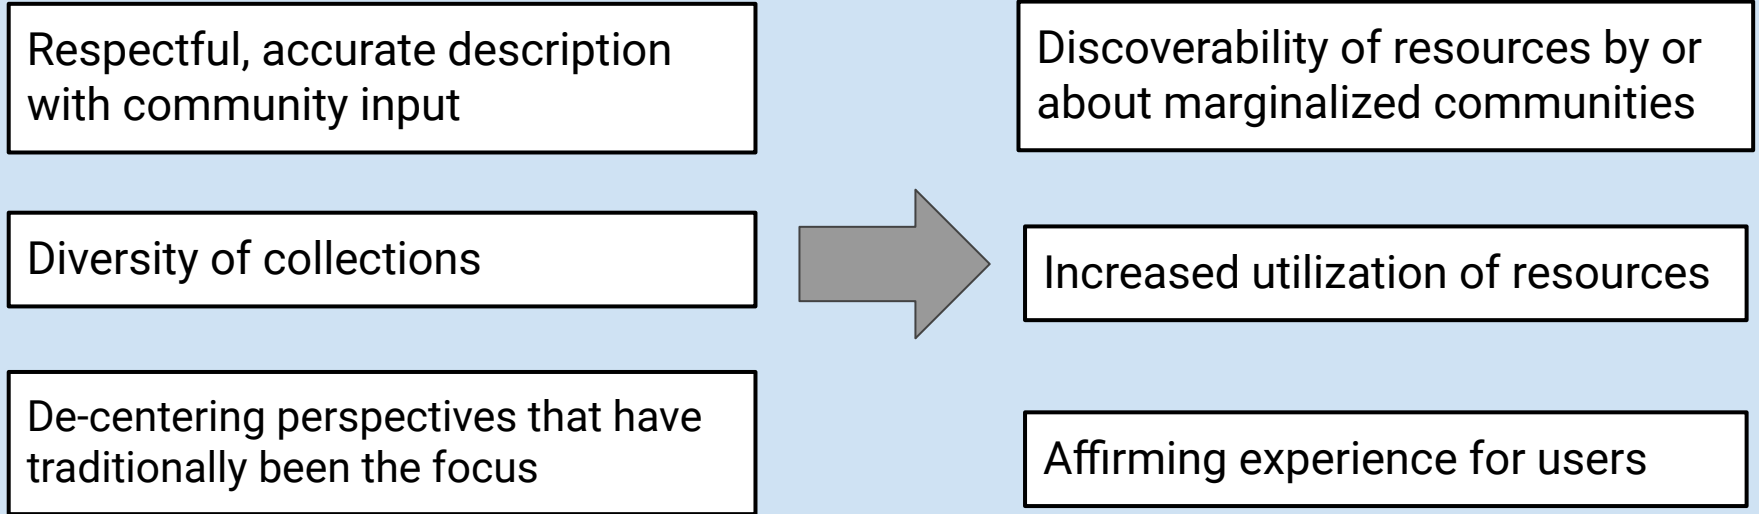 Respectful, accurate description
with community input
Diversity of collections
De-centering perspectives that have
traditionally been the focus
Discoverability of resources by or
about marginalized communities
Increased utilization of resources
Affirming experience for users